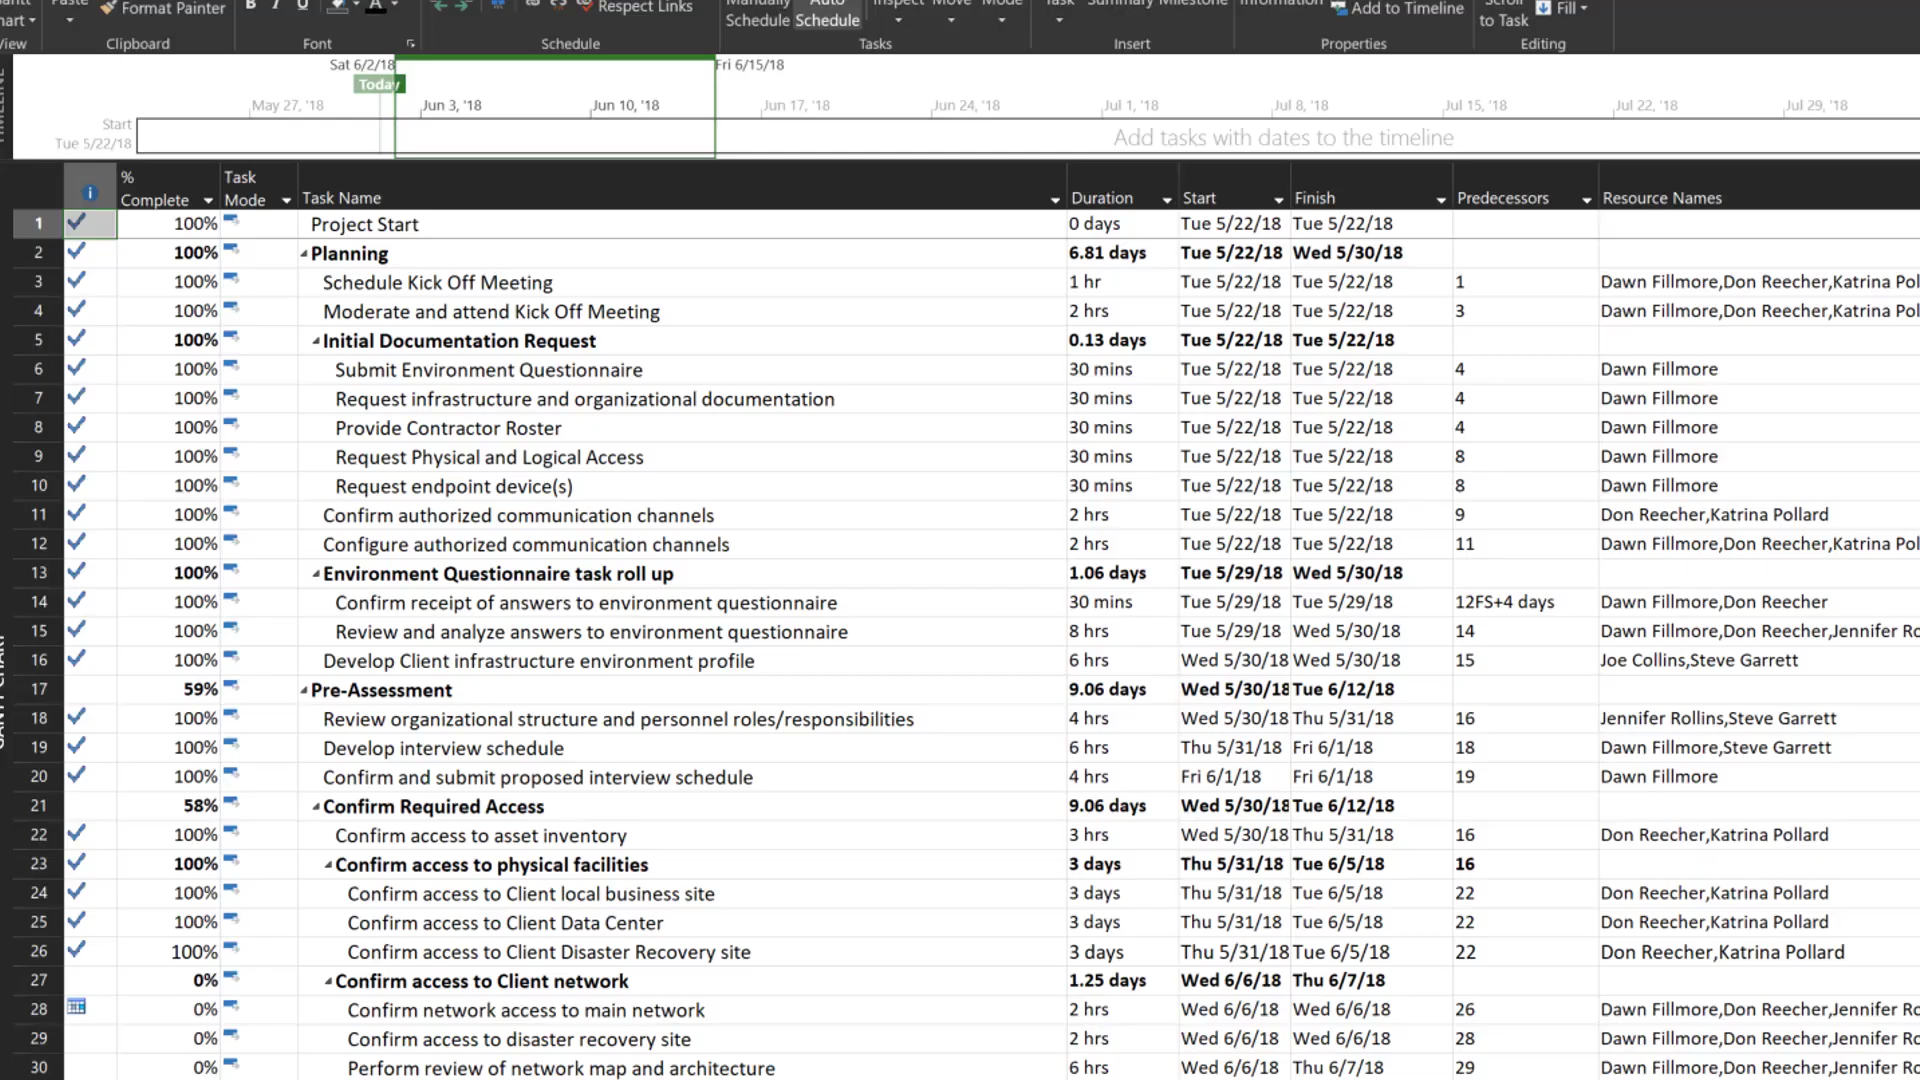 Format Painter
B I U A
Respect Links
Schedule
Schedule
to Task
Add to Timeline
Fill
Clipboard
Font
Schedule
Tasks
Insert
Properties
Editing
Sat 6/2/18
Fri 6/15/18
Today
May 27, '18
Jun 3, '18
Jun 10, '18
Jun 17, '18
Jun 24, '18
Jul 1, '18
Jul 8, '18
Jul 15, '18
Jul 22, '18
Jul 29, '18
Start
Tue 5/22/18
Add tasks with dates to the timeline
% Complete Task Mode Task Name Duration Start Finish Predecessors Resource Names
1 100% Project Start 0 days Tue 5/22/18 Tue 5/22/18
2 100% Planning 6.81 days Tue 5/22/18 Wed 5/30/18
3 100% Schedule Kick Off Meeting 1 hr Tue 5/22/18 Tue 5/22/18 1 Dawn Fillmore,Don Reecher,Katrina Pol
4 100% Moderate and attend Kick Off Meeting 2 hrs Tue 5/22/18 Tue 5/22/18 3 Dawn Fillmore,Don Reecher,Katrina Pol
5 100% Initial Documentation Request 0.13 days Tue 5/22/18 Tue 5/22/18
6 100% Submit Environment Questionnaire 30 mins Tue 5/22/18 Tue 5/22/18 4 Dawn Fillmore
7 100% Request infrastructure and organizational documentation 30 mins Tue 5/22/18 Tue 5/22/18 4 Dawn Fillmore
8 100% Provide Contractor Roster 30 mins Tue 5/22/18 Tue 5/22/18 4 Dawn Fillmore
9 100% Request Physical and Logical Access 30 mins Tue 5/22/18 Tue 5/22/18 8 Dawn Fillmore
10 100% Request endpoint device(s) 30 mins Tue 5/22/18 Tue 5/22/18 8 Dawn Fillmore
11 100% Confirm authorized communication channels 2 hrs Tue 5/22/18 Tue 5/22/18 9 Don Reecher,Katrina Pollard
12 100% Configure authorized communication channels 2 hrs Tue 5/22/18 Tue 5/22/18 11 Dawn Fillmore,Don Reecher,Katrina Pol
13 100% Environment Questionnaire task roll up 1.06 days Tue 5/29/18 Wed 5/30/18
14 100% Confirm receipt of answers to environment questionnaire 30 mins Tue 5/29/18 Tue 5/29/18 12FS+4 days Dawn Fillmore,Don Reecher
15 100% Review and analyze answers to environment questionnaire 8 hrs Tue 5/29/18 Wed 5/30/18 14 Dawn Fillmore,Don Reecher,Jennifer Ro
16 100% Develop Client infrastructure environment profile 6 hrs Wed 5/30/18 Wed 5/30/18 15 Joe Collins,Steve Garrett
17 59% Pre-Assessment 9.06 days Wed 5/30/18 Tue 6/12/18
18 100% Review organizational structure and personnel roles/responsibilities 4 hrs Wed 5/30/18 Thu 5/31/18 16 Jennifer Rollins,Steve Garrett
19 100% Develop interview schedule 6 hrs Thu 5/31/18 Fri 6/1/18 18 Dawn Fillmore,Steve Garrett
20 100% Confirm and submit proposed interview schedule 4 hrs Fri 6/1/18 Fri 6/1/18 19 Dawn Fillmore
21 58% Confirm Required Access 9.06 days Wed 5/30/18 Tue 6/12/18
22 100% Confirm access to asset inventory 3 hrs Wed 5/30/18 Thu 5/31/18 16 Don Reecher,Katrina Pollard
23 100% Confirm access to physical facilities 3 days Thu 5/31/18 Tue 6/5/18 16
24 100% Confirm access to Client local business site 3 days Thu 5/31/18 Tue 6/5/18 22 Don Reecher,Katrina Pollard
25 100% Confirm access to Client Data Center 3 days Thu 5/31/18 Tue 6/5/18 22 Don Reecher,Katrina Pollard
26 100% Confirm access to Client Disaster Recovery site 3 days Thu 5/31/18 Tue 6/5/18 22 Don Reecher,Katrina Pollard
27 0% Confirm access to Client network 1.25 days Wed 6/6/18 Thu 6/7/18
28 0% Confirm network access to main network 2 hrs Wed 6/6/18 Wed 6/6/18 26 Dawn Fillmore,Don Reecher,Jennifer Ro
29 0% Confirm access to disaster recovery site 2 hrs Wed 6/6/18 Wed 6/6/18 28 Dawn Fillmore,Don Reecher,Jennifer Ro
30 0% Perform review of network map and architecture 6 hrs Wed 6/6/18 Thu 6/7/18 29 Dawn Fillmore,Don Reecher,Jennifer Ro